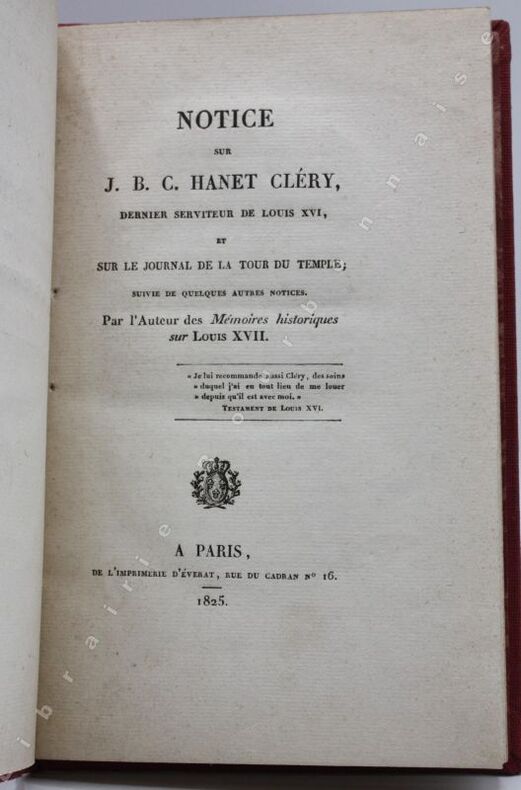 NOTICE
SUR
J. B. C. HANET CLÉRY,
DERNIER SERVITEUR DE LOUIS XVI,
ET
SUR LE JOURNAL DE LA TOUR DU TEMPLE;
SUIVIE DE QUELQUES AUTRES NOTICES.
Par l'Auteur des Mémoires historiques
sur LOUIS XVII.
« Je lui recommande aussi Cléry, des soins
» duquel j'ai eu tout lieu de me louer
» depuis qu'il est avec moi. »
TESTAMENT DE LOUIS XVI.
A PARIS,
DE L'IMPRIMERIE D'ÉVERAT, RUE DU CADRAN Nº 16.
1825.